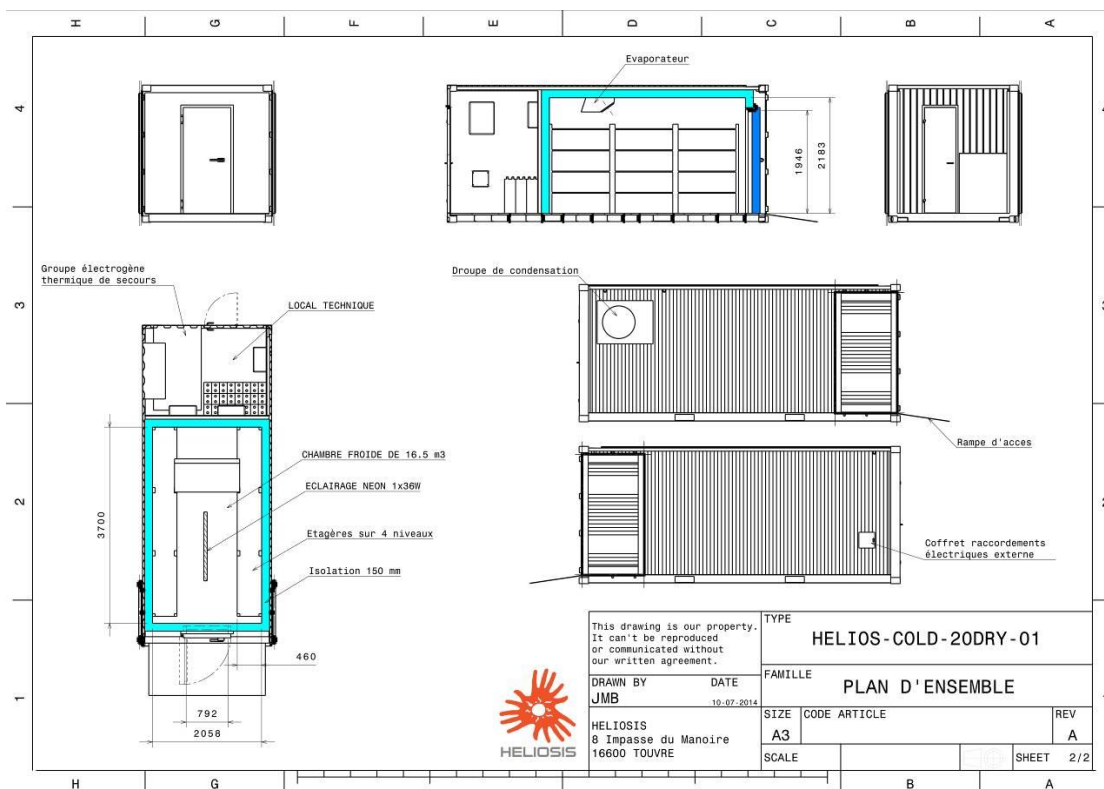 H G F E D C B A
4
Evaporateur
1946
2183
4
Groupe électrogène
thermique de secours
LOCAL TECHNIQUE
Droupe de condensation
3
3
Rampe d'acces
CHAMBRE FROIDE DE 16.5 m3
ECLAIRAGE NEON 1x36W
Etagères sur 4 niveaux
Isolation 150 mm
3700
2
2
Coffret raccordements
électriques externe
460
792
2058
1
HELIOSIS
This drawing is our property.
It can't be reproduced
or communicated without
our written agreement.
DRAWN BY DATE
JMB 10-07-2014
HELIOSIS
8 Impasse du Manoire
16600 TOUVRE
TYPE
HELIOS-COLD-20DRY-01
FAMILLE
PLAN D'ENSEMBLE
SIZE CODE ARTICLE REV
A3 A
SCALE SHEET 2/2
H G B A